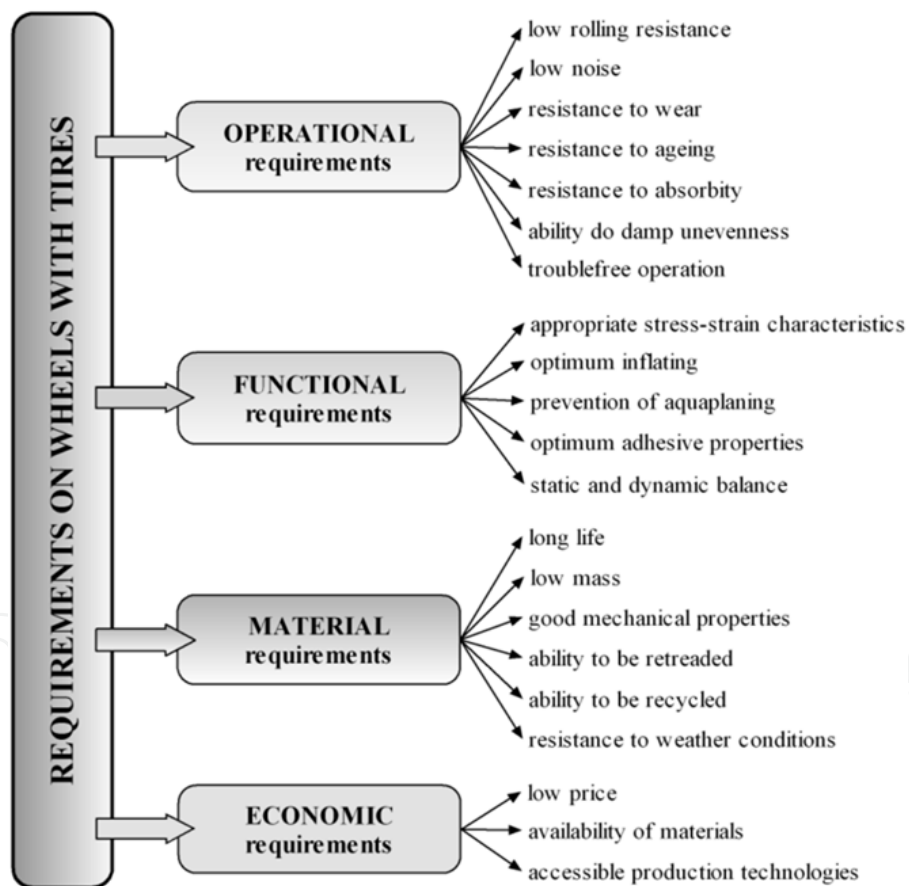 REQUIREMENTS ON WHEELS WITH TIRES
OPERATIONAL
requirements
low rolling resistance
low noise
resistance to wear
resistance to ageing
resistance to absorbity
ability do damp unevenness
troublefree operation
FUNCTIONAL
requirements
appropriate stress-strain characteristics
optimum inflating
prevention of aquaplaning
optimum adhesive properties
static and dynamic balance
MATERIAL
requirements
long life
low mass
good mechanical properties
ability to be retreaded
ability to be recycled
resistance to weather conditions
ECONOMIC
requirements
low price
availability of materials
accessible production technologies